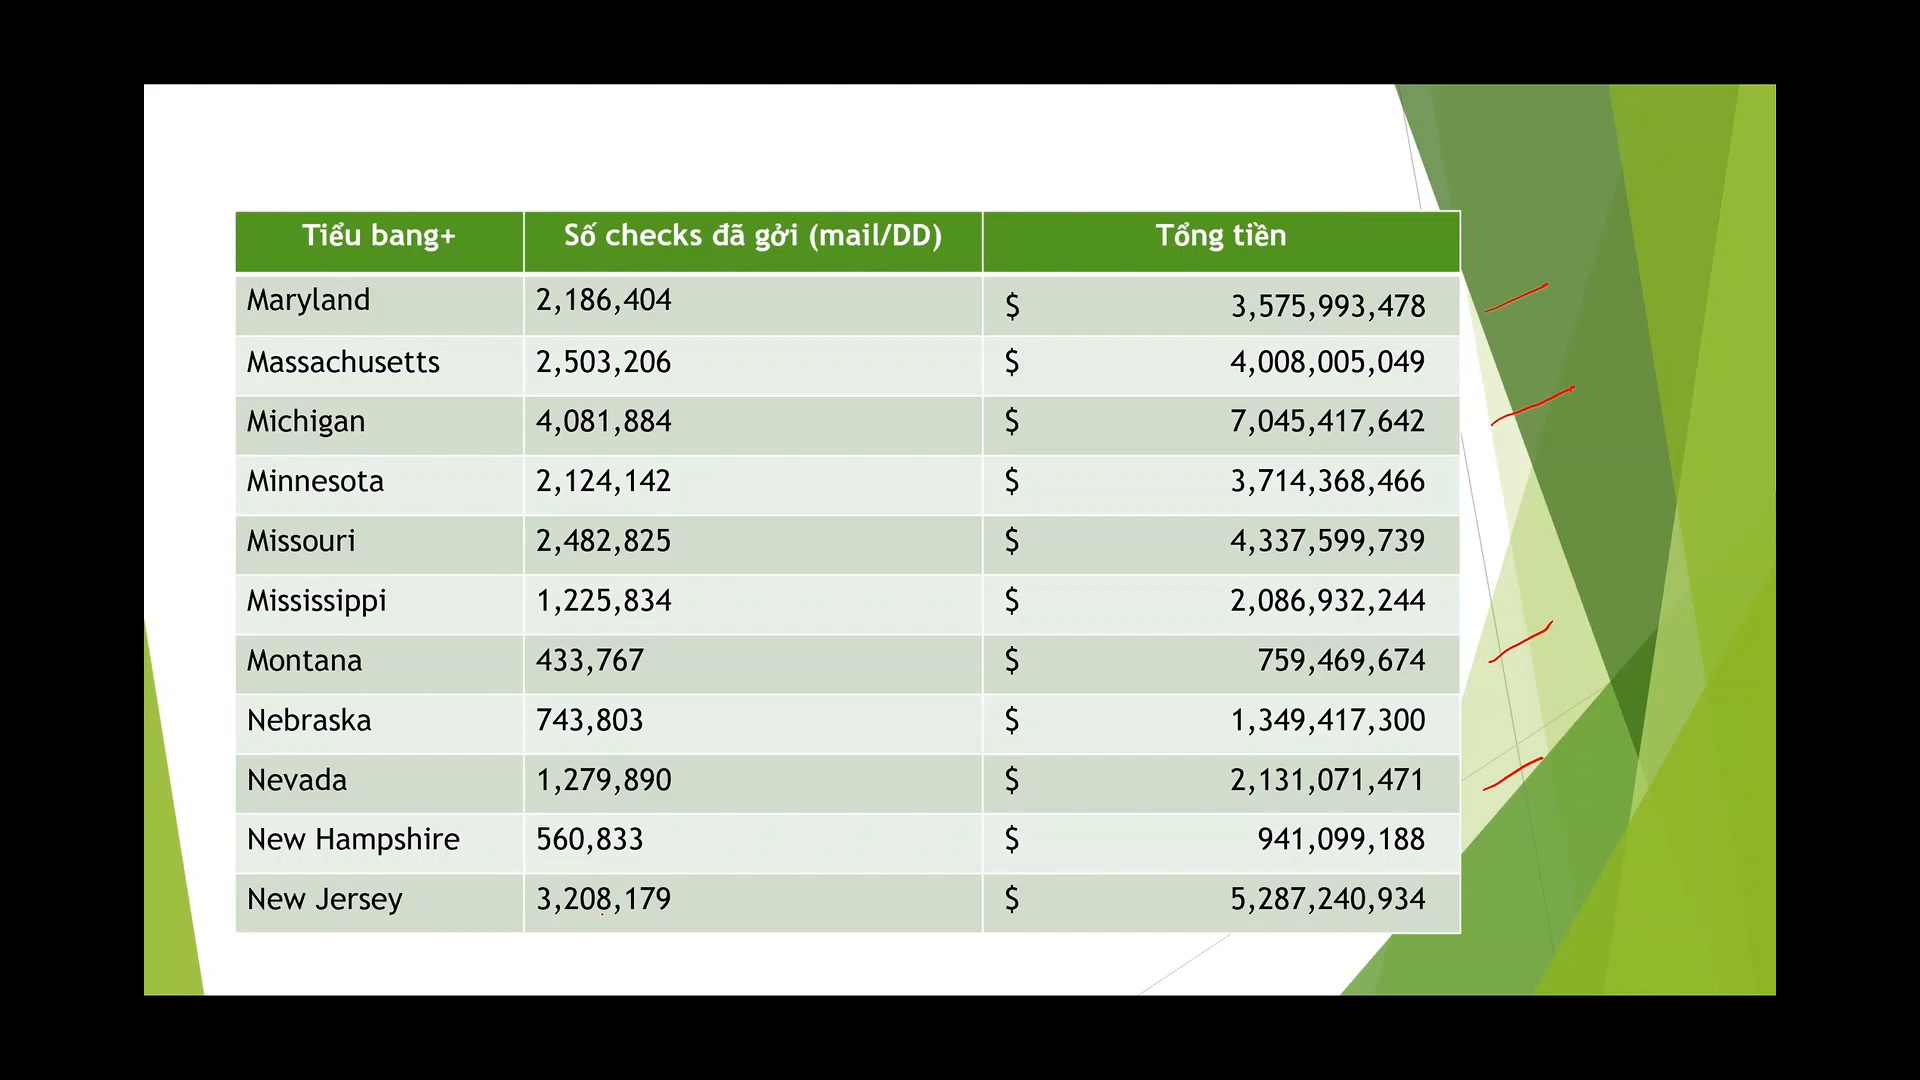 Tiểu bang+ Số checks đã gởi (mail/DD) Tổng tiền
Maryland 2,186,404 $ 3,575,993,478
Massachusetts 2,503,206 $ 4,008,005,049
Michigan 4,081,884 $ 7,045,417,642
Minnesota 2,124,142 $ 3,714,368,466
Missouri 2,482,825 $ 4,337,599,739
Mississippi 1,225,834 $ 2,086,932,244
Montana 433,767 $ 759,469,674
Nebraska 743,803 $ 1,349,417,300
Nevada 1,279,890 $ 2,131,071,471
New Hampshire 560,833 $ 941,099,188
New Jersey 3,208,179 $ 5,287,240,934